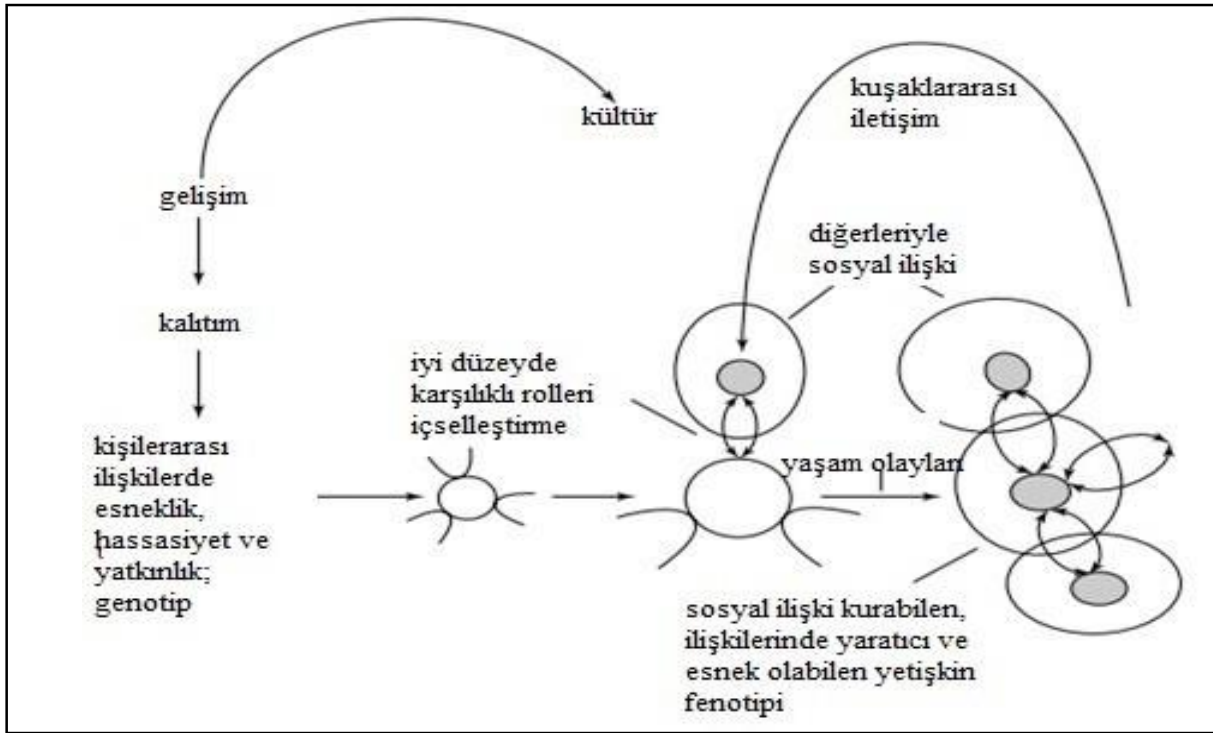 kültür
kuşaklararası
iletişim
gelişim
diğerleriyle
sosyal ilişki
kalıtım
iyi düzeyde
karşılıklı rolleri
içselleştirme
kişilerarası
ilişkilerde
esneklik,
hassasiyet ve
yatkınlık;
genotip
yaşam olayları
sosyal ilişki kurabilen,
ilişkilerinde yaratıcı ve
esnek olabilen yetişkin
fenotipi